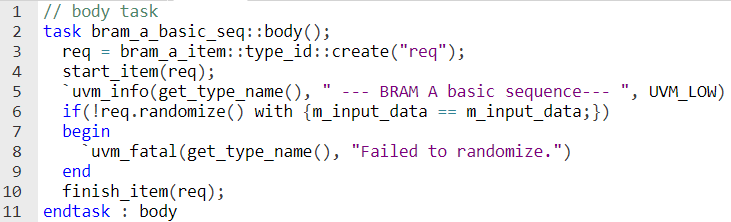 1 // body task
2 task bram_a_basic_seq::body();
3 req = bram_a_item::type_id::create("req");
4 start_item(req);
5 `uvm_info(get_type_name(), " --- BRAM A basic sequence--- ", UVM_LOW)
6 if(!req.randomize() with {m_input_data == m_input_data;})
7 begin
8 `uvm_fatal(get_type_name(), "Failed to randomize.")
9 end
10 finish_item(req);
11 endtask : body